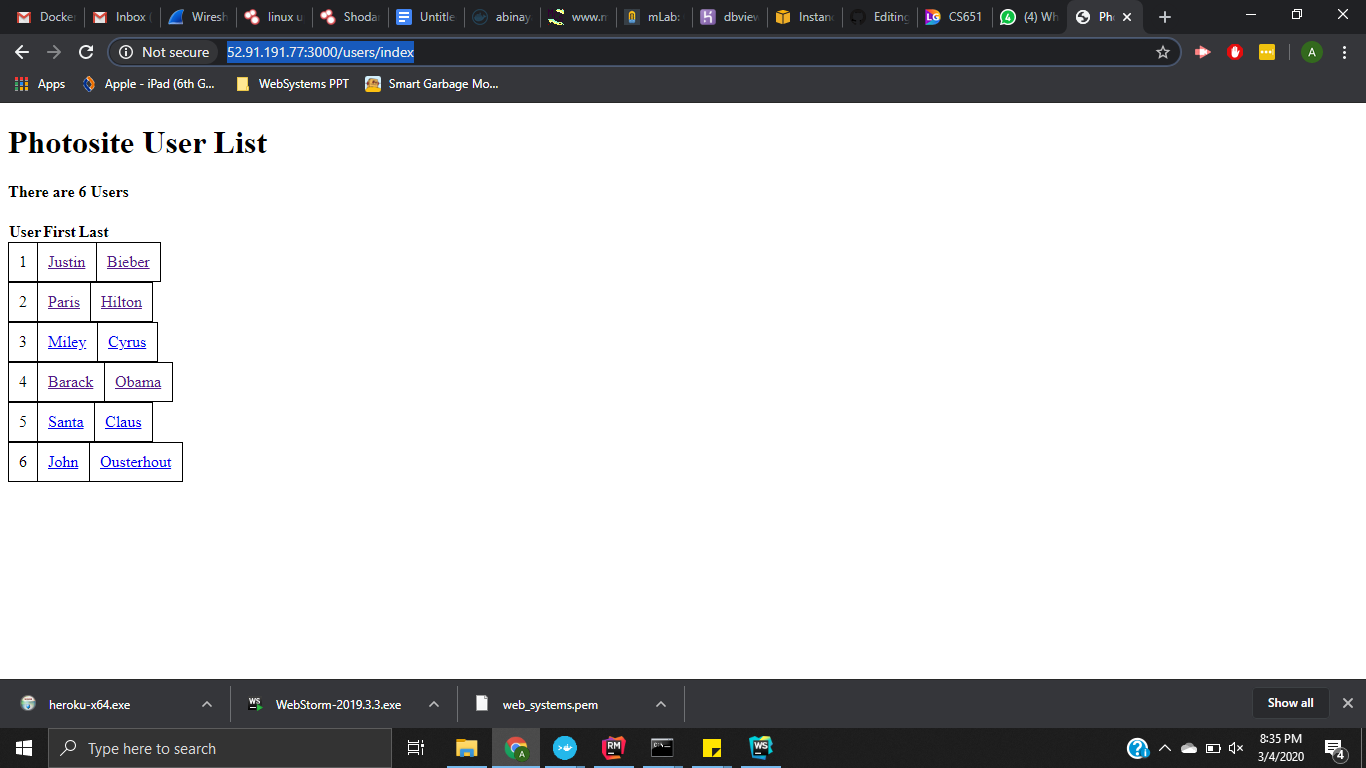 Docke Inbox ( Wiresh linux u Shoda Untitle abinay www.m mLab: dbview Instanc Editing CS651 (4) Wh Ph
Not secure 52.91.191.77:3000/users/index A
Apps Apple - iPad (6th G... WebSystems PPT Smart Garbage Mo...
Photosite User List
There are 6 Users
User First Last
1 Justin Bieber
2 Paris Hilton
3 Miley Cyrus
4 Barack Obama
5 Santa Claus
6 John Ousterhout
heroku-x64.exe WebStorm-2019.3.3.exe web_systems.pem Show all
Type here to search 8:35 PM
3/4/2020 4